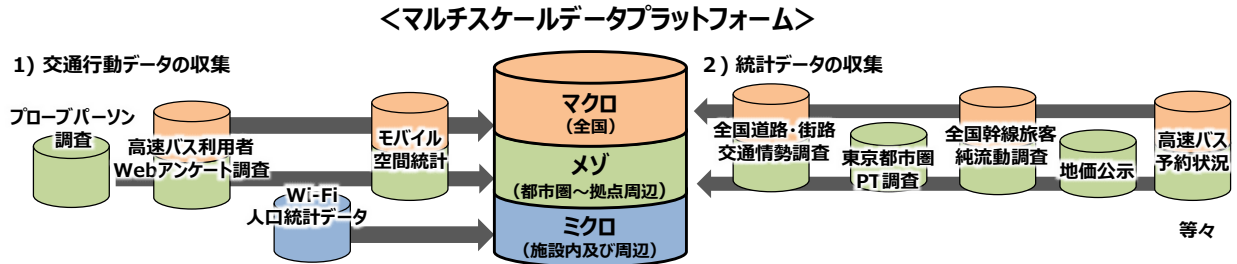 ＜マルチスケールデータプラットフォーム＞
1) 交通行動データの収集
プローブパーソン
調査
高速バス利用者
Webアンケート調査
モバイル
空間統計
Wi-Fi
人口統計データ
マクロ
（全国）
メゾ
（都市圏～拠点周辺）
ミクロ
（施設内及び周辺）
2) 統計データの収集
全国道路・街路
交通情勢調査
東京都市圏
PT調査
全国幹線旅客
純流動調査
地価公示
高速バス
予約状況
等々